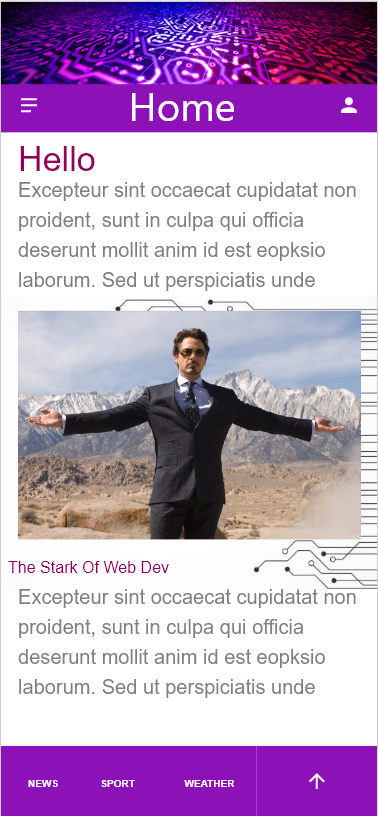 Home
Hello
Excepteur sint occaecat cupidatat non
proident, sunt in culpa qui officia
deserunt mollit anim id est eopksio
laborum. Sed ut perspiciatis unde
The Stark Of Web Dev
Excepteur sint occaecat cupidatat non
proident, sunt in culpa qui officia
deserunt mollit anim id est eopksio
laborum. Sed ut perspiciatis unde
NEWS SPORT WEATHER